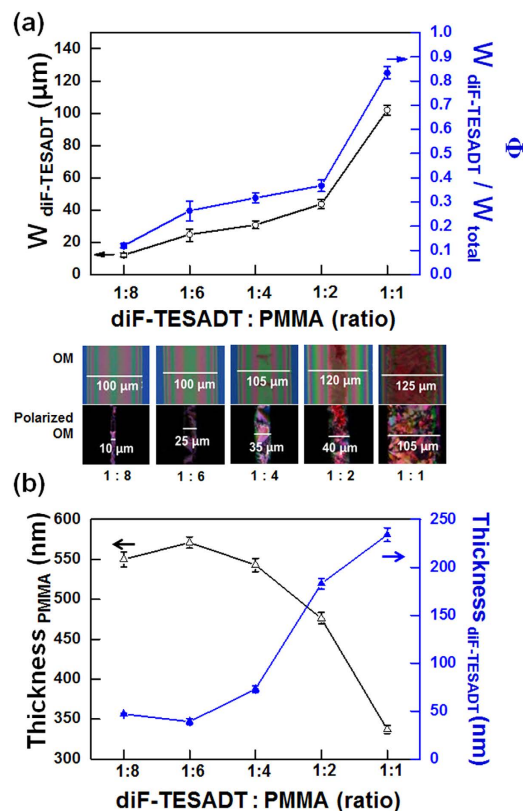 (a)
140
120
100
80
60
40
20
0
W diF-TESADT (µm)
1.0
0.9
0.8
0.7
0.6
0.5
0.4
0.3
0.2
0.1
0.0
W diF-TESADT / W total
Φ
1:8 1:6 1:4 1:2 1:1
diF-TESADT : PMMA (ratio)
OM
100 µm 100 µm 105 µm 120 µm 125 µm
Polarized
OM
10 µm 25 µm 35 µm 40 µm 105 µm
1 : 8 1 : 6 1 : 4 1 : 2 1 : 1
(b)
600
550
500
450
400
350
300
Thickness PMMA (nm)
250
200
150
100
50
0
Thickness diF-TESADT (nm)
1:8 1:6 1:4 1:2 1:1
diF-TESADT : PMMA (ratio)